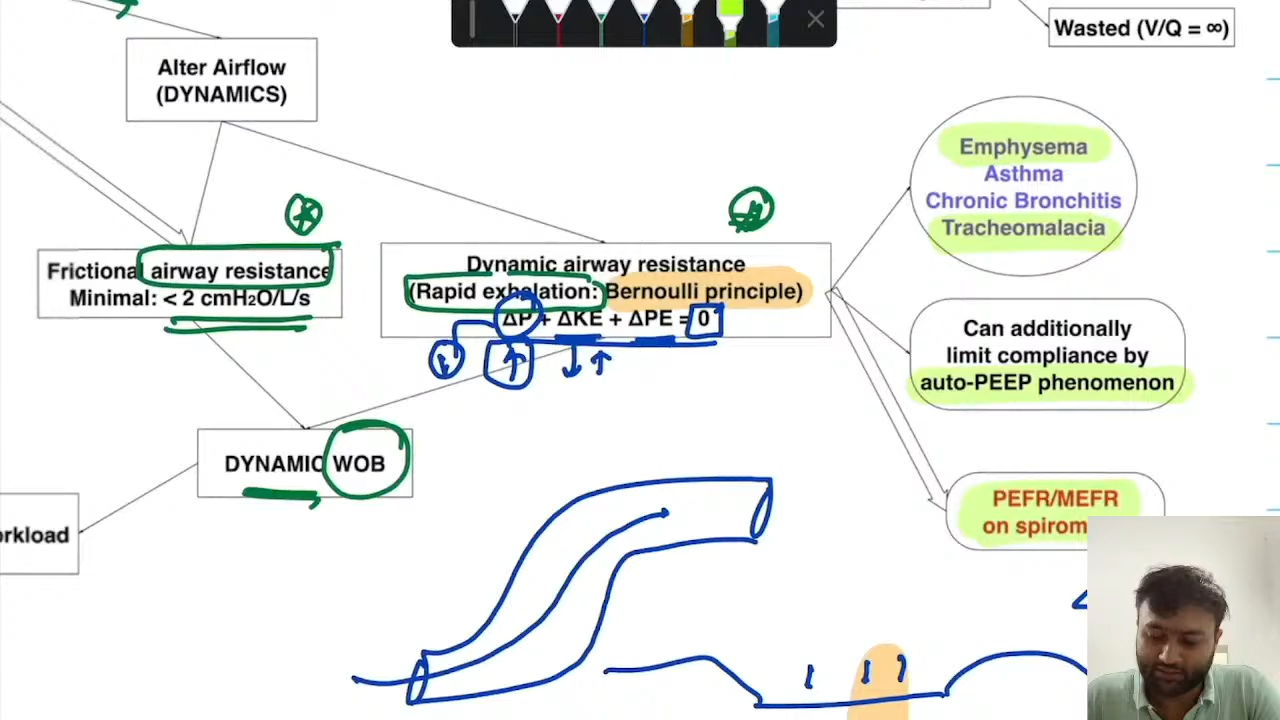 Wasted (V/Q = ∞)
Alter Airflow
(DYNAMICS)
Emphysema
Asthma
Chronic Bronchitis
Tracheomalacia
Frictional airway resistance
Minimal: < 2 cmH₂O/L/s
Dynamic airway resistance
(Rapid exhalation: Bernoulli principle)
ΔP + ΔKE + ΔPE = 0
Can additionally
limit compliance by
auto-PEEP phenomenon
DYNAMIC WOB
PEFR/MEFR
on spirom
orkload